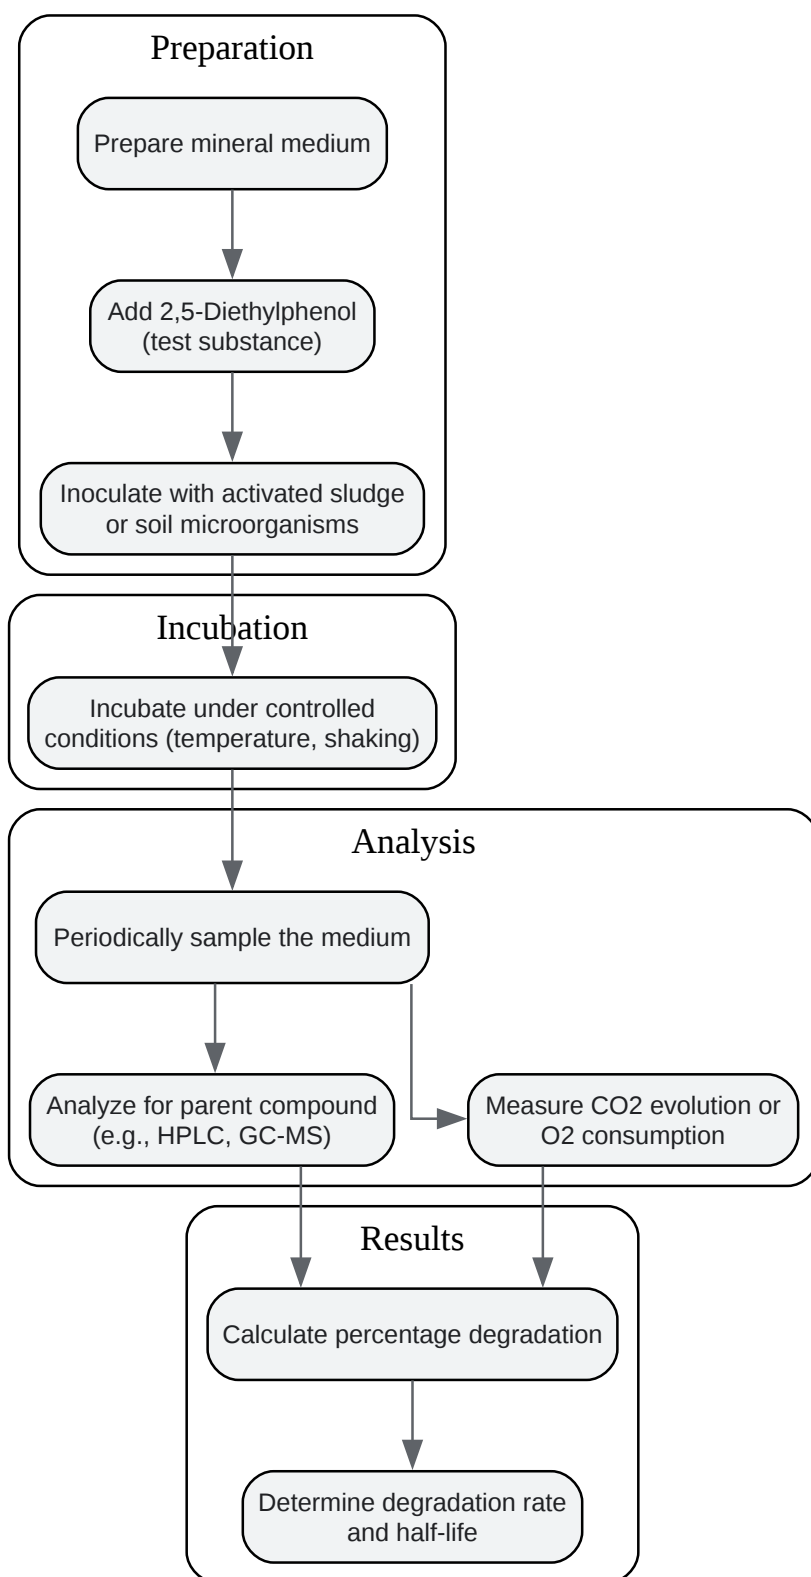 Preparation
Prepare mineral medium
Add 2,5-Diethylphenol
(test substance)
Inoculate with activated sludge
or soil microorganisms
Incubation
Incubate under controlled
conditions (temperature, shaking)
Analysis
Periodically sample the medium
Analyze for parent compound
(e.g., HPLC, GC-MS)
Measure CO2 evolution or
O2 consumption
Results
Calculate percentage degradation
Determine degradation rate
and half-life